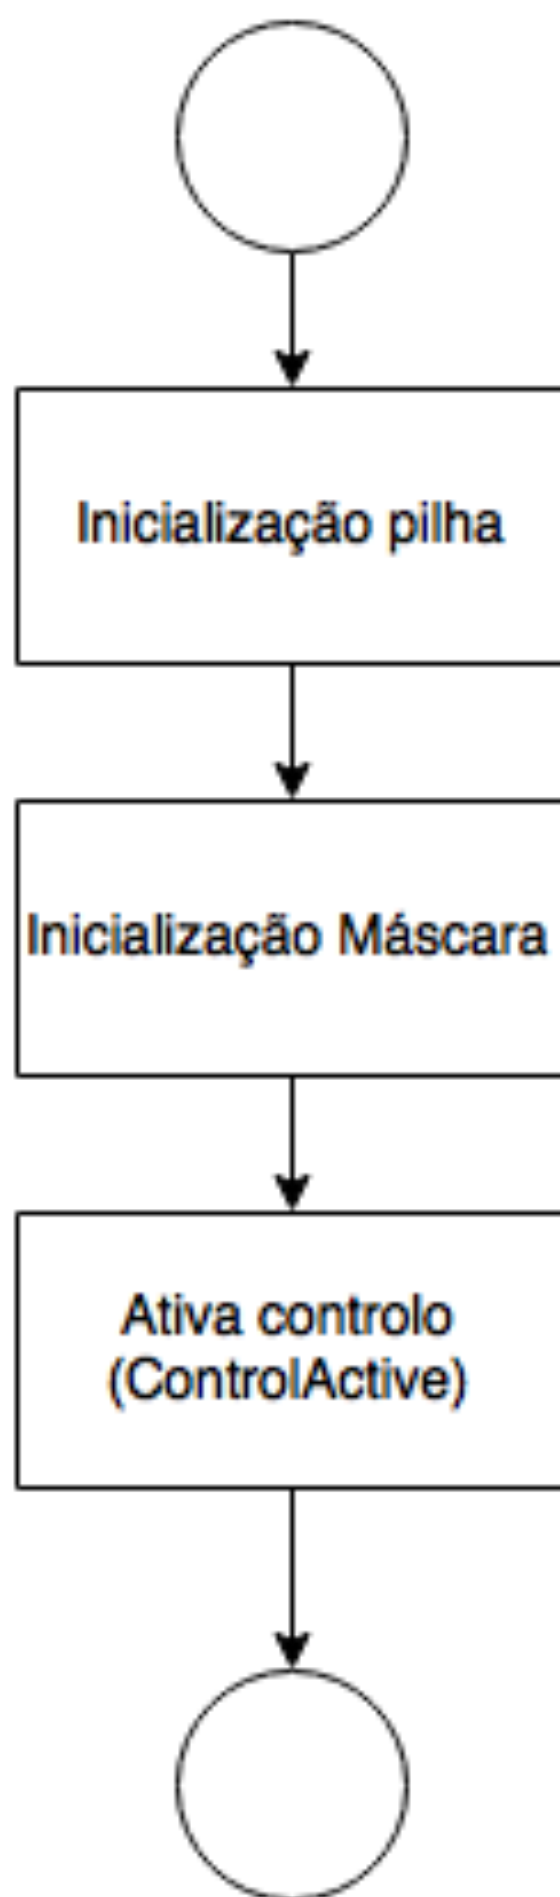 Inicialização pilha
Inicialização Máscara
Ativa controlo
(ControlActive)